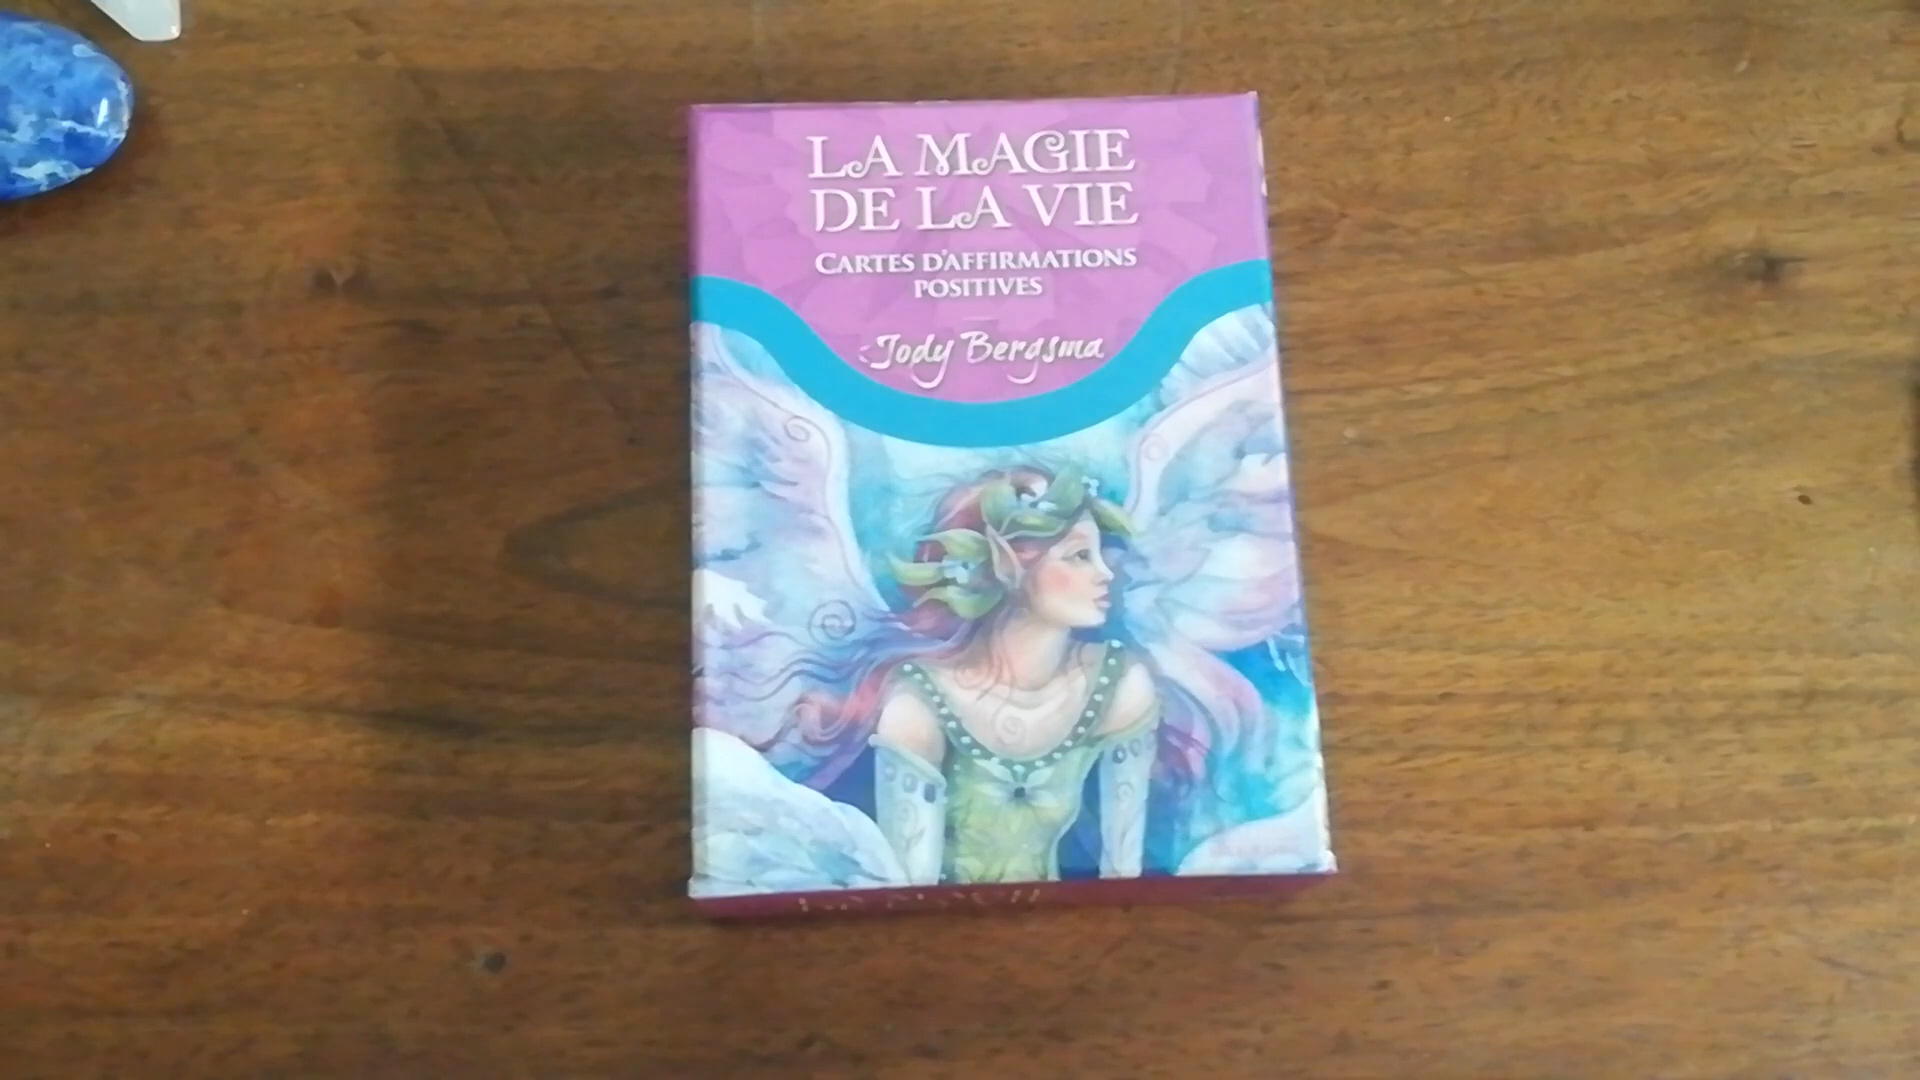 LA MAGIE
DE LA VIE
CARTES D'AFFIRMATIONS
POSITIVES
Jody Bergsma